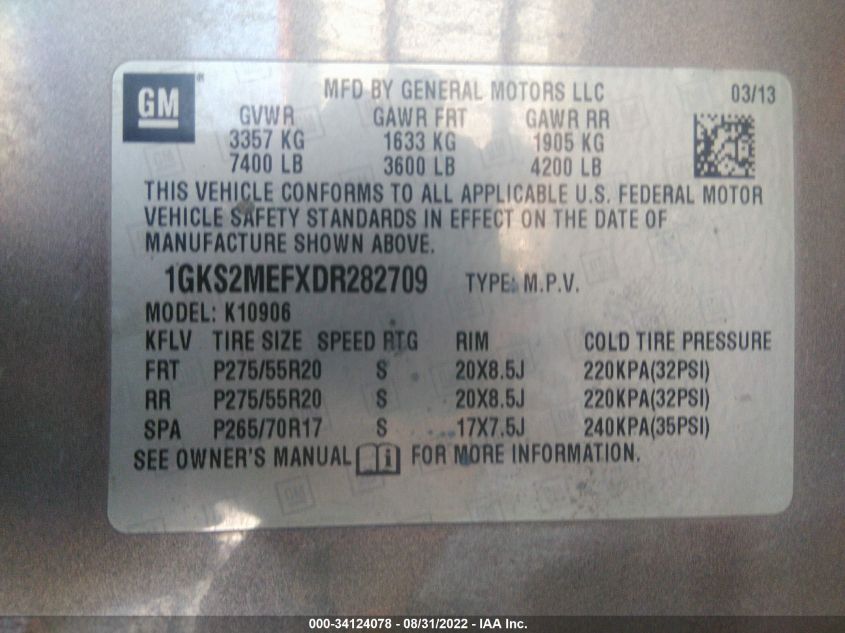 GM
MFD BY GENERAL MOTORS LLC 03/13
GVWR GAWR FRT GAWR RR
3357 KG 1633 KG 1905 KG
7400 LB 3600 LB 4200 LB
THIS VEHICLE CONFORMS TO ALL APPLICABLE U.S. FEDERAL MOTOR
VEHICLE SAFETY STANDARDS IN EFFECT ON THE DATE OF
MANUFACTURE SHOWN ABOVE.
1GKS2MEFXDR282709 TYPE: M.P.V.
MODEL: K10906
KFLV TIRE SIZE SPEED RTG RIM COLD TIRE PRESSURE
FRT P275/55R20 S 20X8.5J 220KPA(32PSI)
RR P275/55R20 S 20X8.5J 220KPA(32PSI)
SPA P265/70R17 S 17X7.5J 240KPA(35PSI)
SEE OWNER'S MANUAL i FOR MORE INFORMATION.
000-34124078 - 08/31/2022 - IAA Inc.